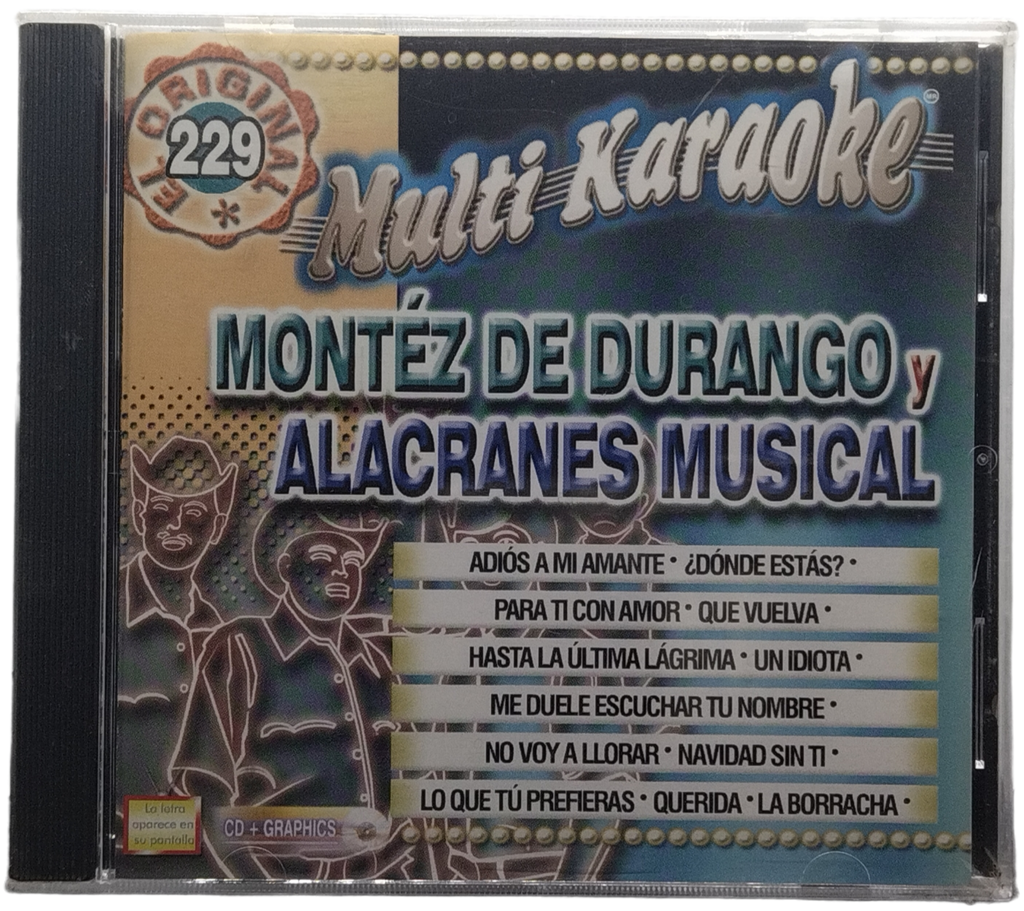 EL ORIGINAL *
229
Multi Karaoke
MR
MONTÉZ DE DURANGO y
ALACRANES MUSICAL
ADIÓS A MI AMANTE • ¿DÓNDE ESTÁS? •
PARA TI CON AMOR • QUE VUELVA •
HASTA LA ÚLTIMA LÁGRIMA • UN IDIOTA •
ME DUELE ESCUCHAR TU NOMBRE •
NO VOY A LLORAR • NAVIDAD SIN TI •
LO QUE TÚ PREFIERAS • QUERIDA • LA BORRACHA •
La letra
aparece en
su pantalla
CD + GRAPHICS